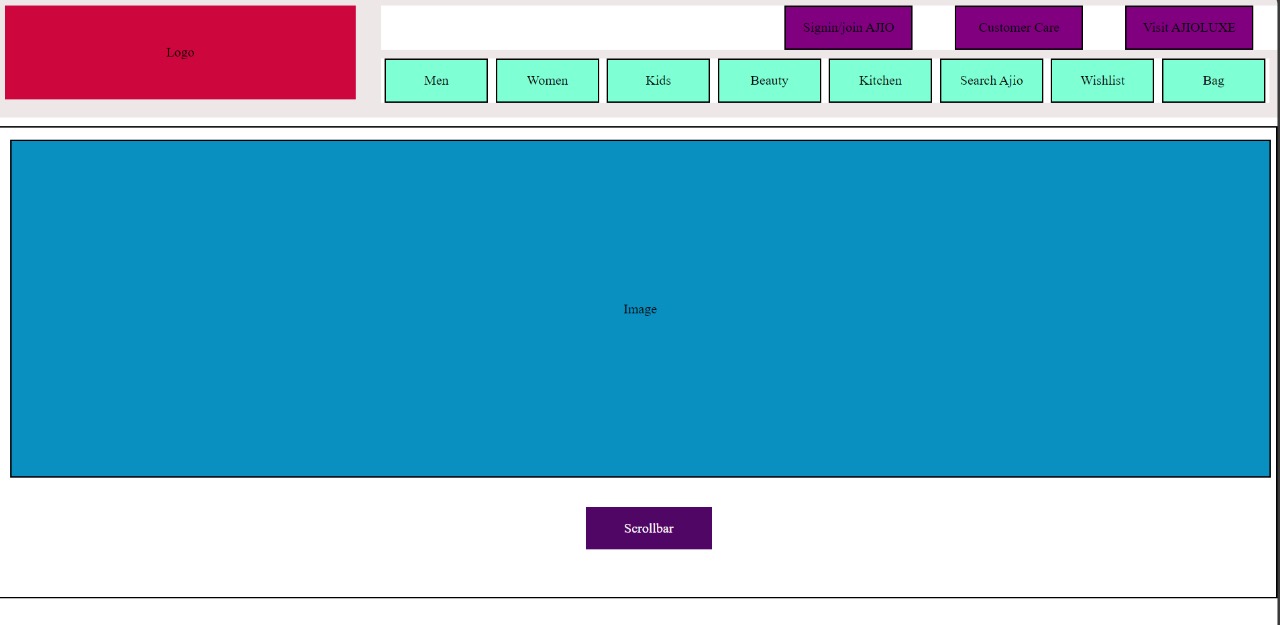 Logo
Signin/join AJIO
Customer Care
Visit AJIOLUXE
Men
Women
Kids
Beauty
Kitchen
Search Ajio
Wishlist
Bag
Image
Scrollbar